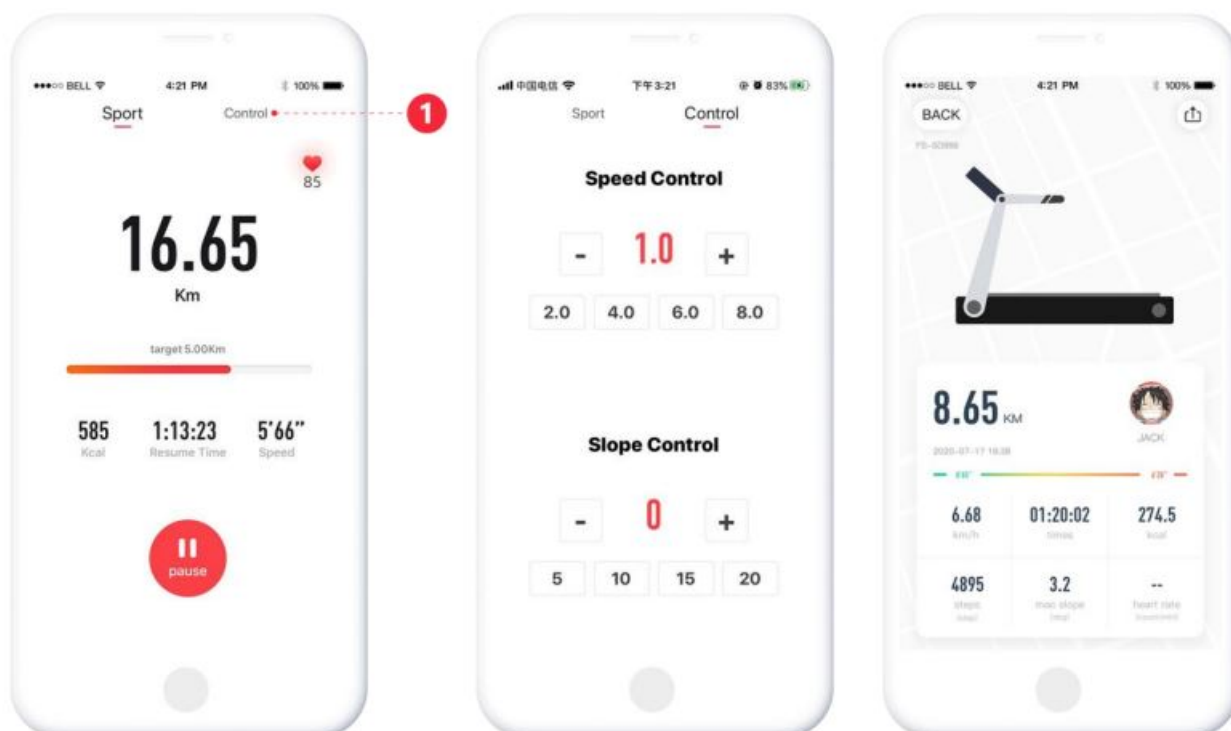 BELL 4:21 PM 100%
Sport Control
1
85
16.65
Km
target 5.00Km
585 1:13:23 5'66"
Kcal Resume Time Speed
pause
中国电信 下午3:21 83%
Sport Control
Speed Control
- 1.0 +
2.0 4.0 6.0 8.0
Slope Control
- 0 +
5 10 15 20
BELL 4:21 PM 100%
BACK
8.65 KM
JACK
6.68 01:20:02 274.5
km/h times kcal
4895 3.2 --
steps max slope heart rate